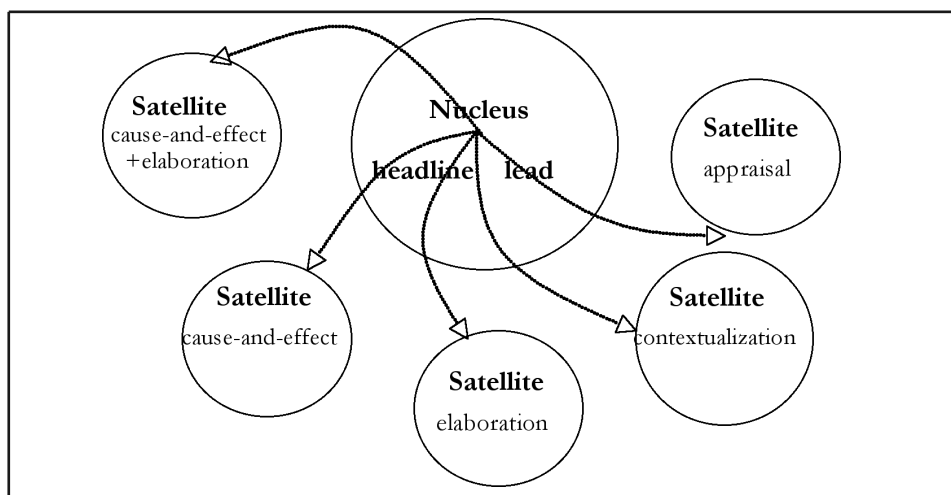 Satellite
cause-and-effect
+elaboration
Nucleus
headline lead
Satellite
appraisal
Satellite
cause-and-effect
Satellite
elaboration
Satellite
contextualization